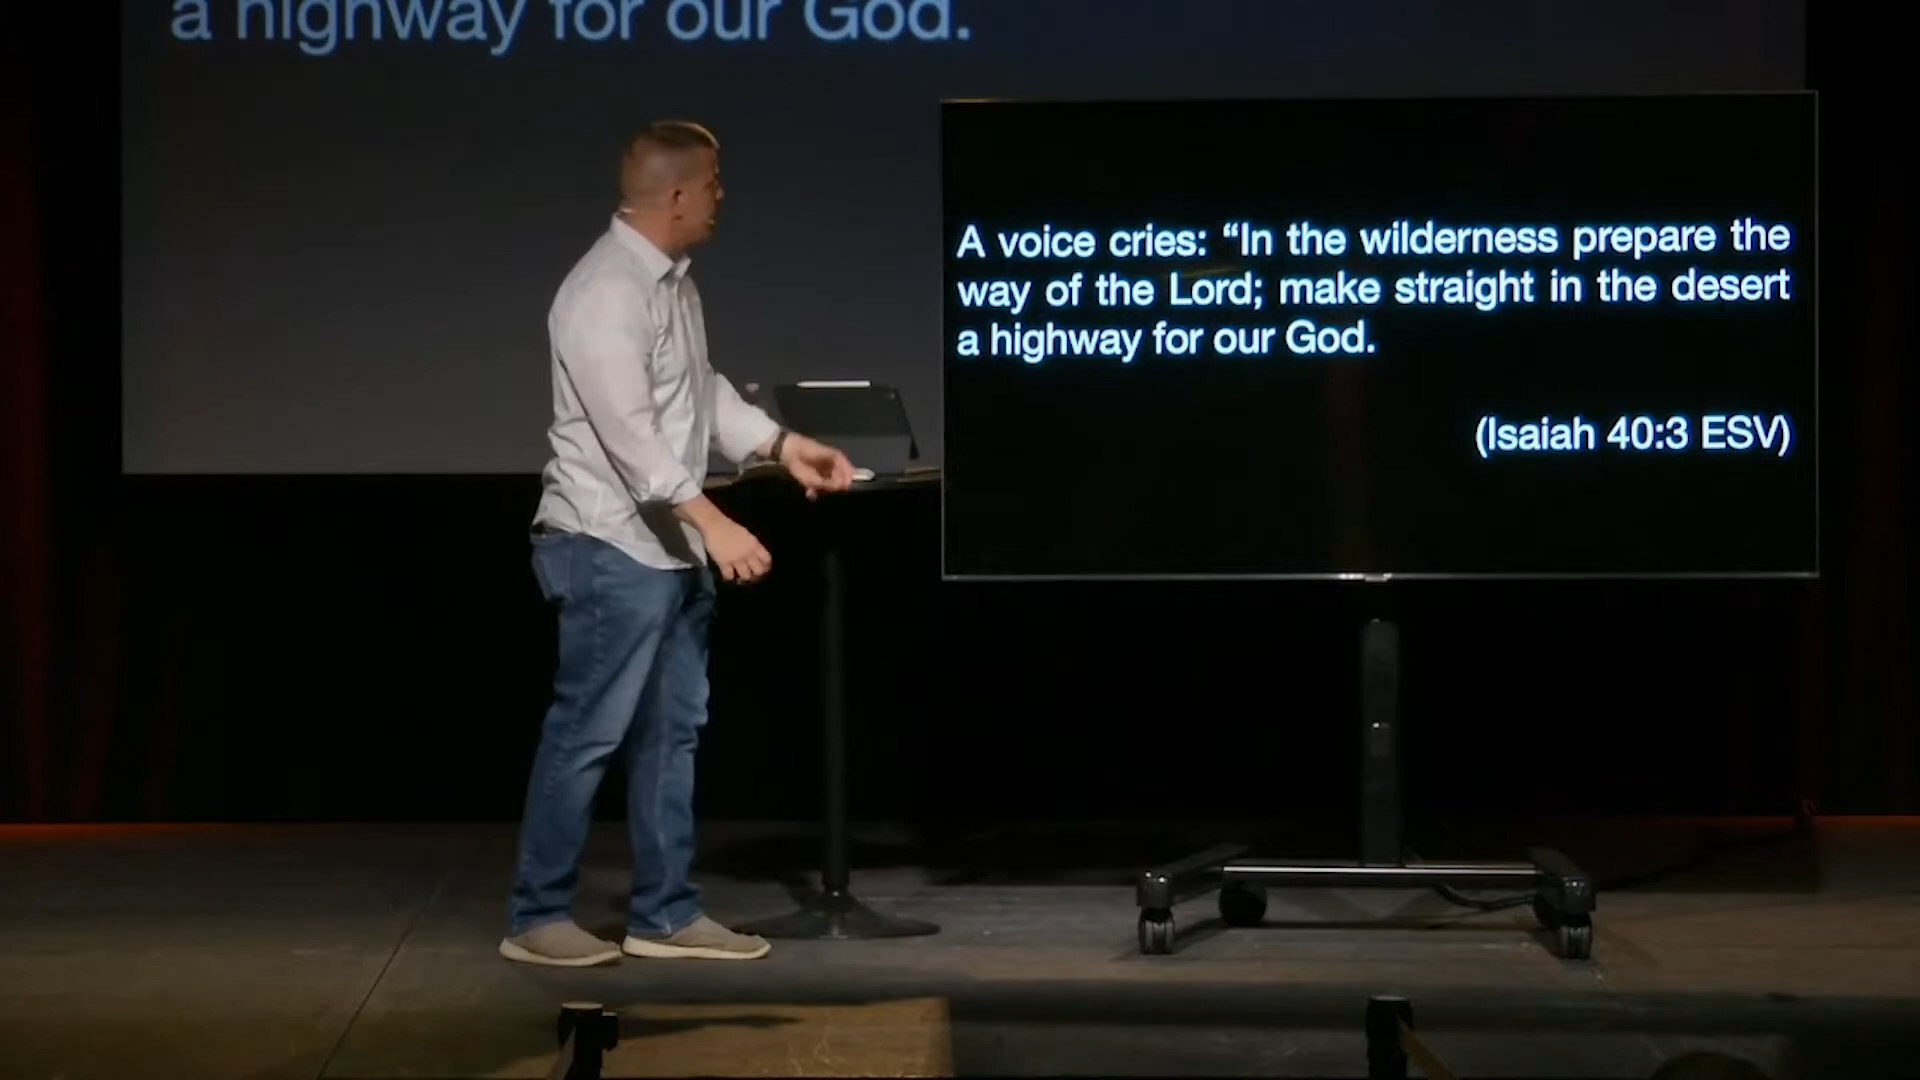 a highway for our God.
A voice cries: “In the wilderness prepare the
way of the Lord; make straight in the desert
a highway for our God.
(Isaiah 40:3 ESV)